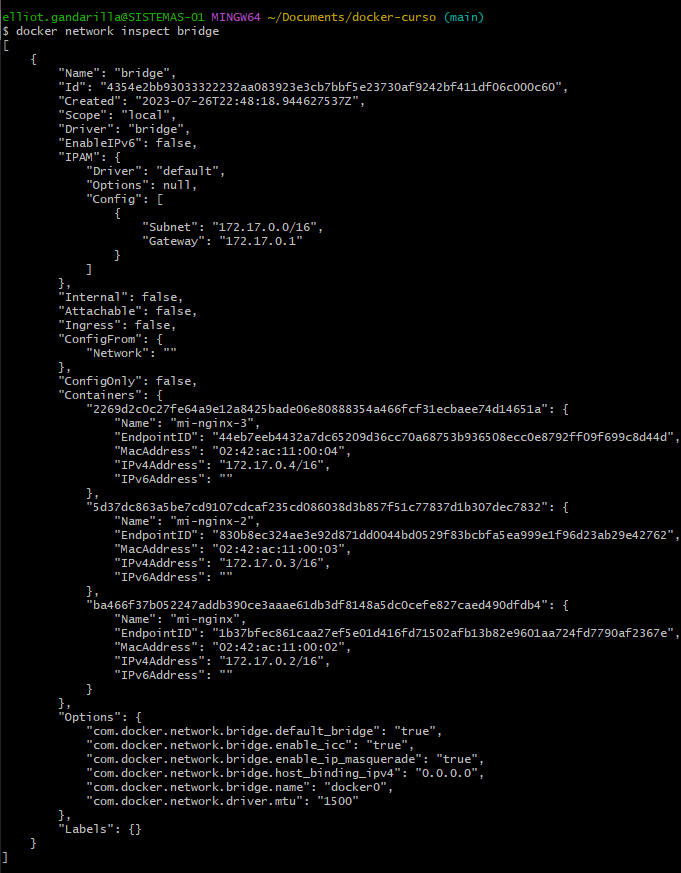 elliot.gandarilla@SISTEMAS-01 MINGW64 ~/Documents/docker-curso (main)
$ docker network inspect bridge
[
    {
        "Name": "bridge",
        "Id": "4354e2bb93033322232aa083923e3cb7bbf5e23730af9242bf411df06c000c60",
        "Created": "2023-07-26T22:48:18.944627537Z",
        "Scope": "local",
        "Driver": "bridge",
        "EnableIPv6": false,
        "IPAM": {
            "Driver": "default",
            "Options": null,
            "Config": [
                {
                    "Subnet": "172.17.0.0/16",
                    "Gateway": "172.17.0.1"
                }
            ]
        },
        "Internal": false,
        "Attachable": false,
        "Ingress": false,
        "ConfigFrom": {
            "Network": ""
        },
        "ConfigOnly": false,
        "Containers": {
            "2269d2c0c27fe64a9e12a8425bade06e80888354a466fcf31ecbaee74d14651a": {
                "Name": "mi-nginx-3",
                "EndpointID": "44eb7eeb4432a7dc65209d36cc70a68753b936508ecc0e8792ff09f699c8d44d",
                "MacAddress": "02:42:ac:11:00:04",
                "IPv4Address": "172.17.0.4/16",
                "IPv6Address": ""
            },
            "5d37dc863a5be7cd9107cdcaf235cd086038d3b857f51c77837d1b307dec7832": {
                "Name": "mi-nginx-2",
                "EndpointID": "830b8ec324ae3e92d871dd0044bd0529f83bcbfa5ea999e1f96d23ab29e42762",
                "MacAddress": "02:42:ac:11:00:03",
                "IPv4Address": "172.17.0.3/16",
                "IPv6Address": ""
            },
            "ba466f37b052247addb390ce3aaae61db3df8148a5dc0cefe827caed490dfdb4": {
                "Name": "mi-nginx",
                "EndpointID": "1b37bfec861caa27ef5e01d416fd71502afb13b82e9601aa724fd7790af2367e",
                "MacAddress": "02:42:ac:11:00:02",
                "IPv4Address": "172.17.0.2/16",
                "IPv6Address": ""
            }
        },
        "Options": {
            "com.docker.network.bridge.default_bridge": "true",
            "com.docker.network.bridge.enable_icc": "true",
            "com.docker.network.bridge.enable_ip_masquerade": "true",
            "com.docker.network.bridge.host_binding_ipv4": "0.0.0.0",
            "com.docker.network.bridge.name": "docker0",
            "com.docker.network.driver.mtu": "1500"
        },
        "Labels": {}
    }
]